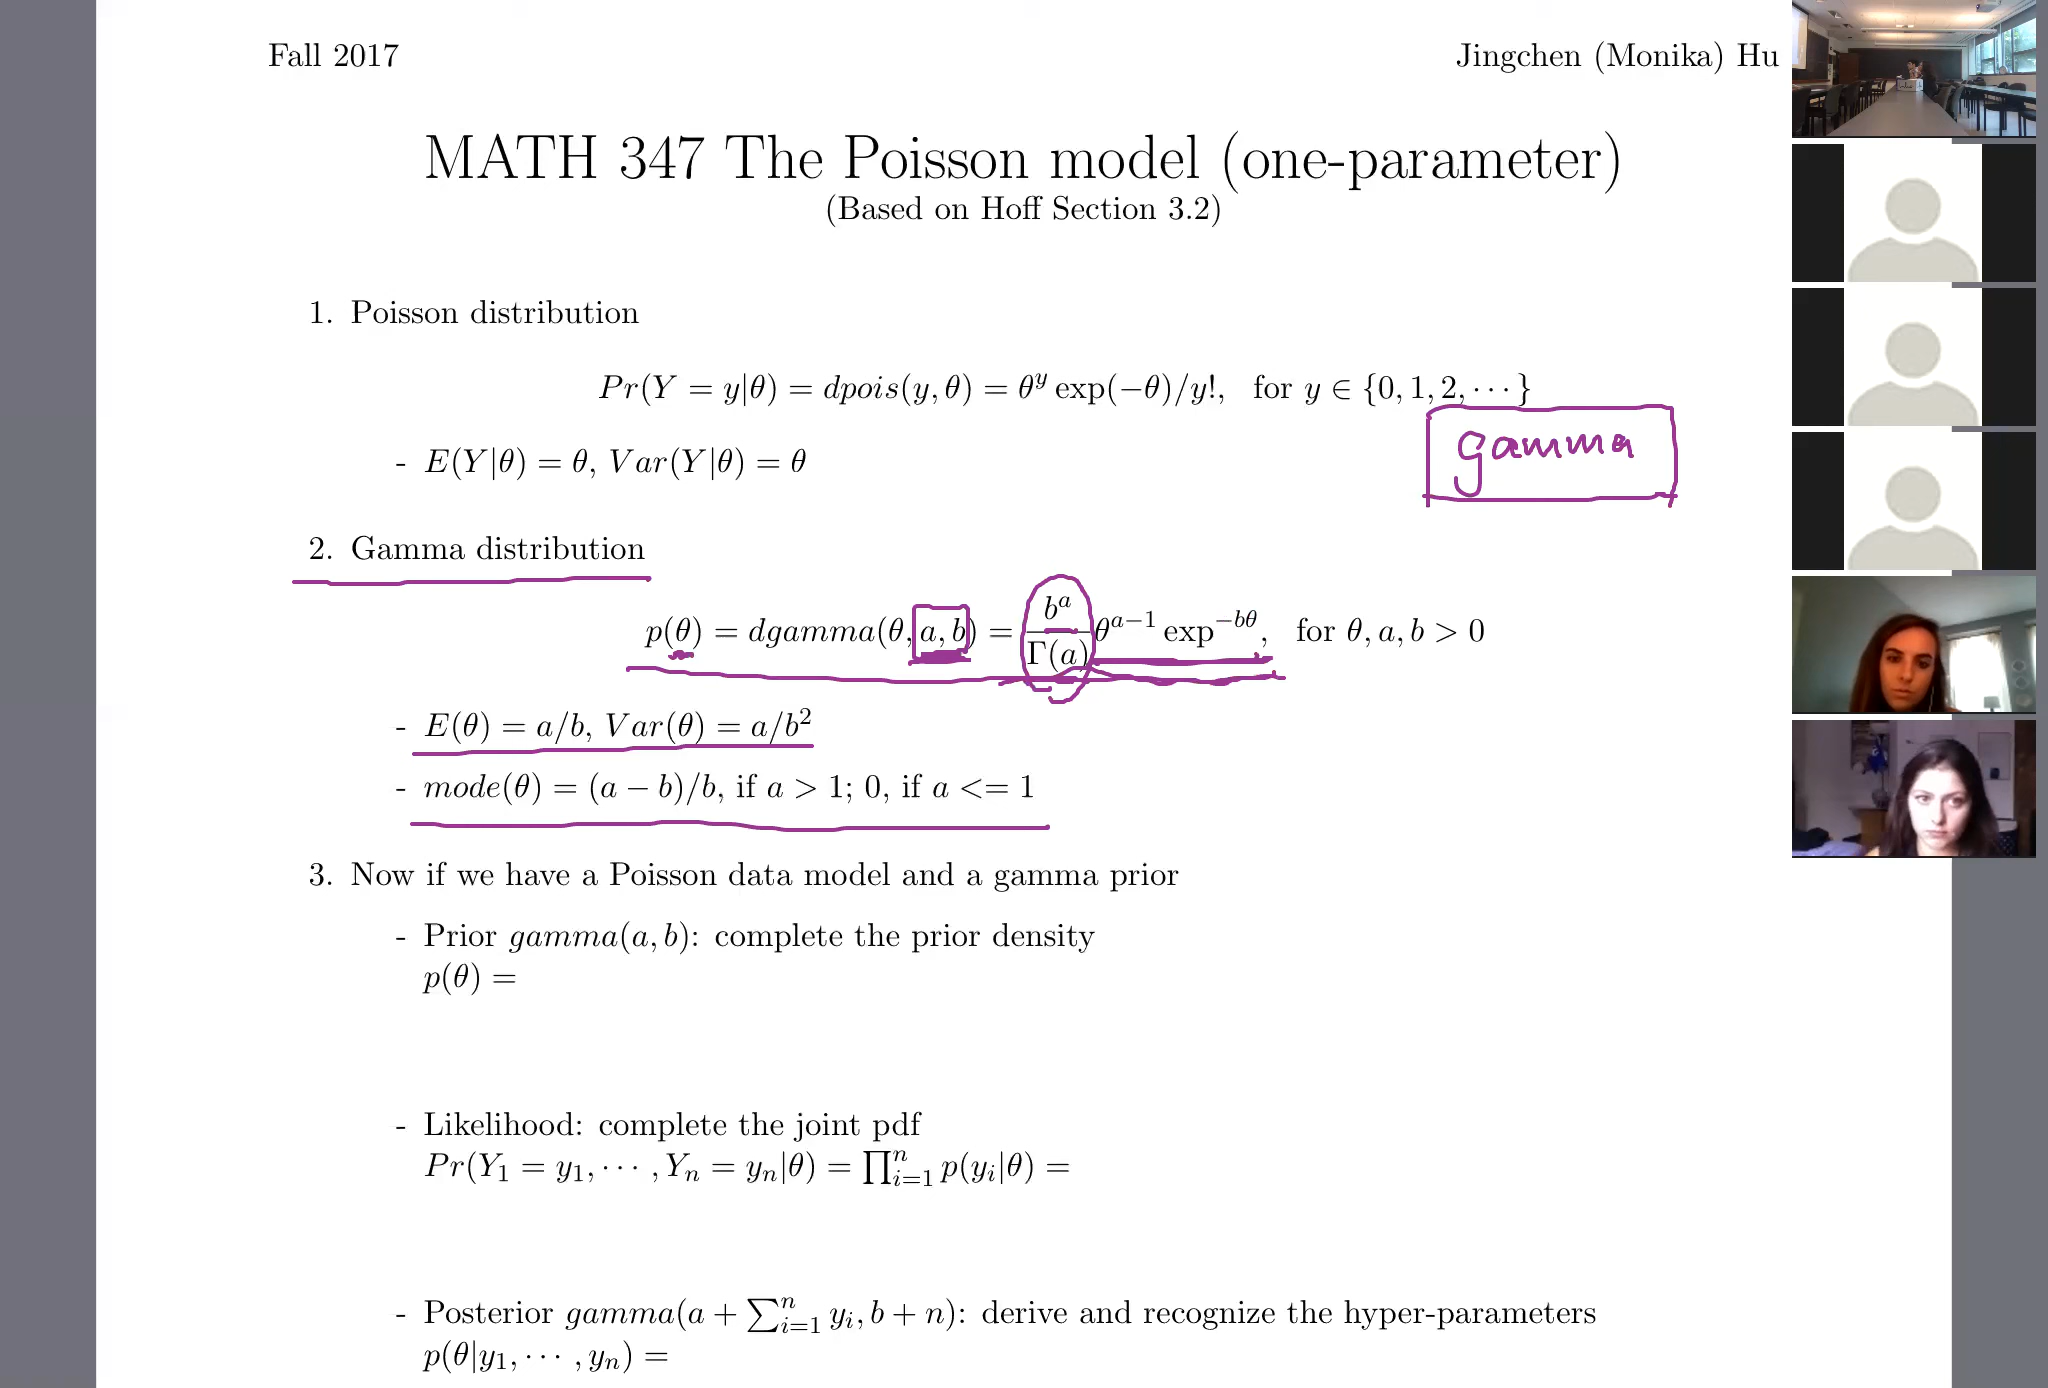 Fall 2017 Jingchen (Monika) Hu
MATH 347 The Poisson model (one-parameter)
(Based on Hoff Section 3.2)
1. Poisson distribution
Pr(Y = y|θ) = dpois(y, θ) = θ^y exp(−θ)/y!, for y ∈ {0, 1, 2, ···}
gamma
- E(Y|θ) = θ, Var(Y|θ) = θ
2. Gamma distribution
p(θ) = dgamma(θ, a, b) = \frac{b^a}{Γ(a)} θ^{a−1} exp^{−bθ}, for θ, a, b > 0
- E(θ) = a/b, Var(θ) = a/b^2
- mode(θ) = (a − b)/b, if a > 1; 0, if a <= 1
3. Now if we have a Poisson data model and a gamma prior
- Prior gamma(a, b): complete the prior density
p(θ) =
- Likelihood: complete the joint pdf
Pr(Y_1 = y_1, ··· , Y_n = y_n|θ) = ∏_{i=1}^n p(y_i|θ) =
- Posterior gamma(a + ∑_{i=1}^n y_i, b + n): derive and recognize the hyper-parameters
p(θ|y_1, ··· , y_n) =